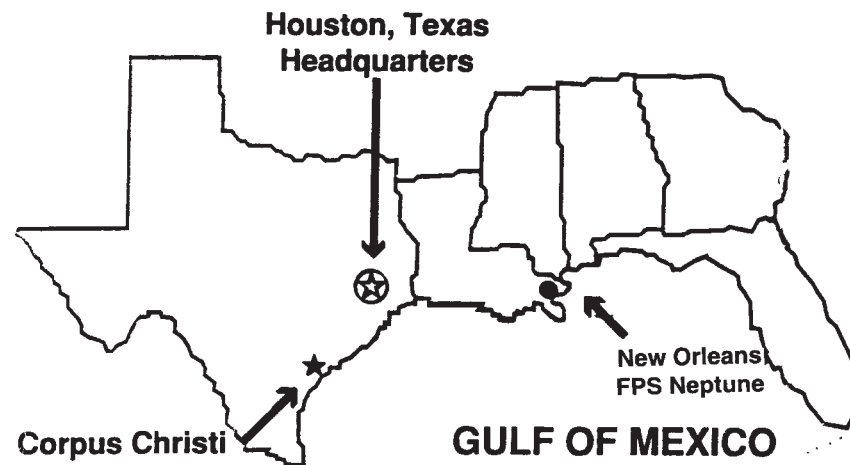 Houston, Texas
Headquarters
New Orleans
FPS Neptune
Corpus Christi
GULF OF MEXICO